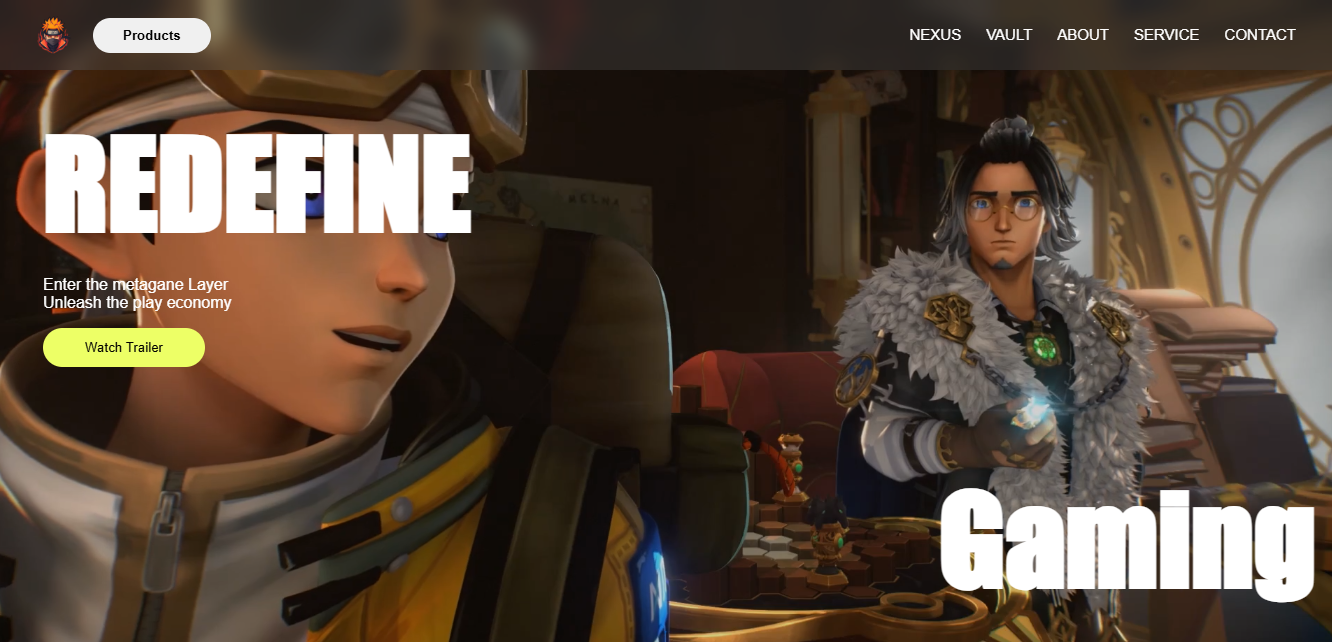 Products
NEXUS VAULT ABOUT SERVICE CONTACT
REDEFINE
Enter the metagane Layer
Unleash the play economy
Watch Trailer
Gaming